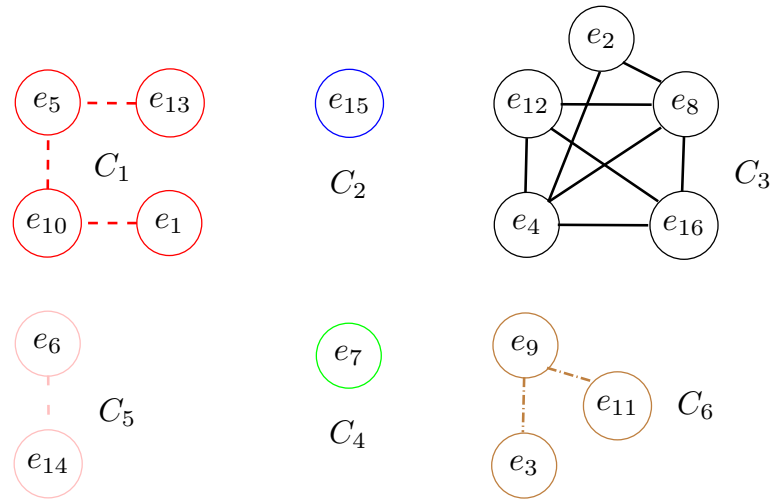 e₂
e₅ e₁₃ e₁₅ e₁₂ e₈
C₁ C₂ C₃
e₁₀ e₁ e₄ e₁₆
e₆ e₇ e₉
C₅ C₄ e₁₁ C₆
e₁₄ e₃